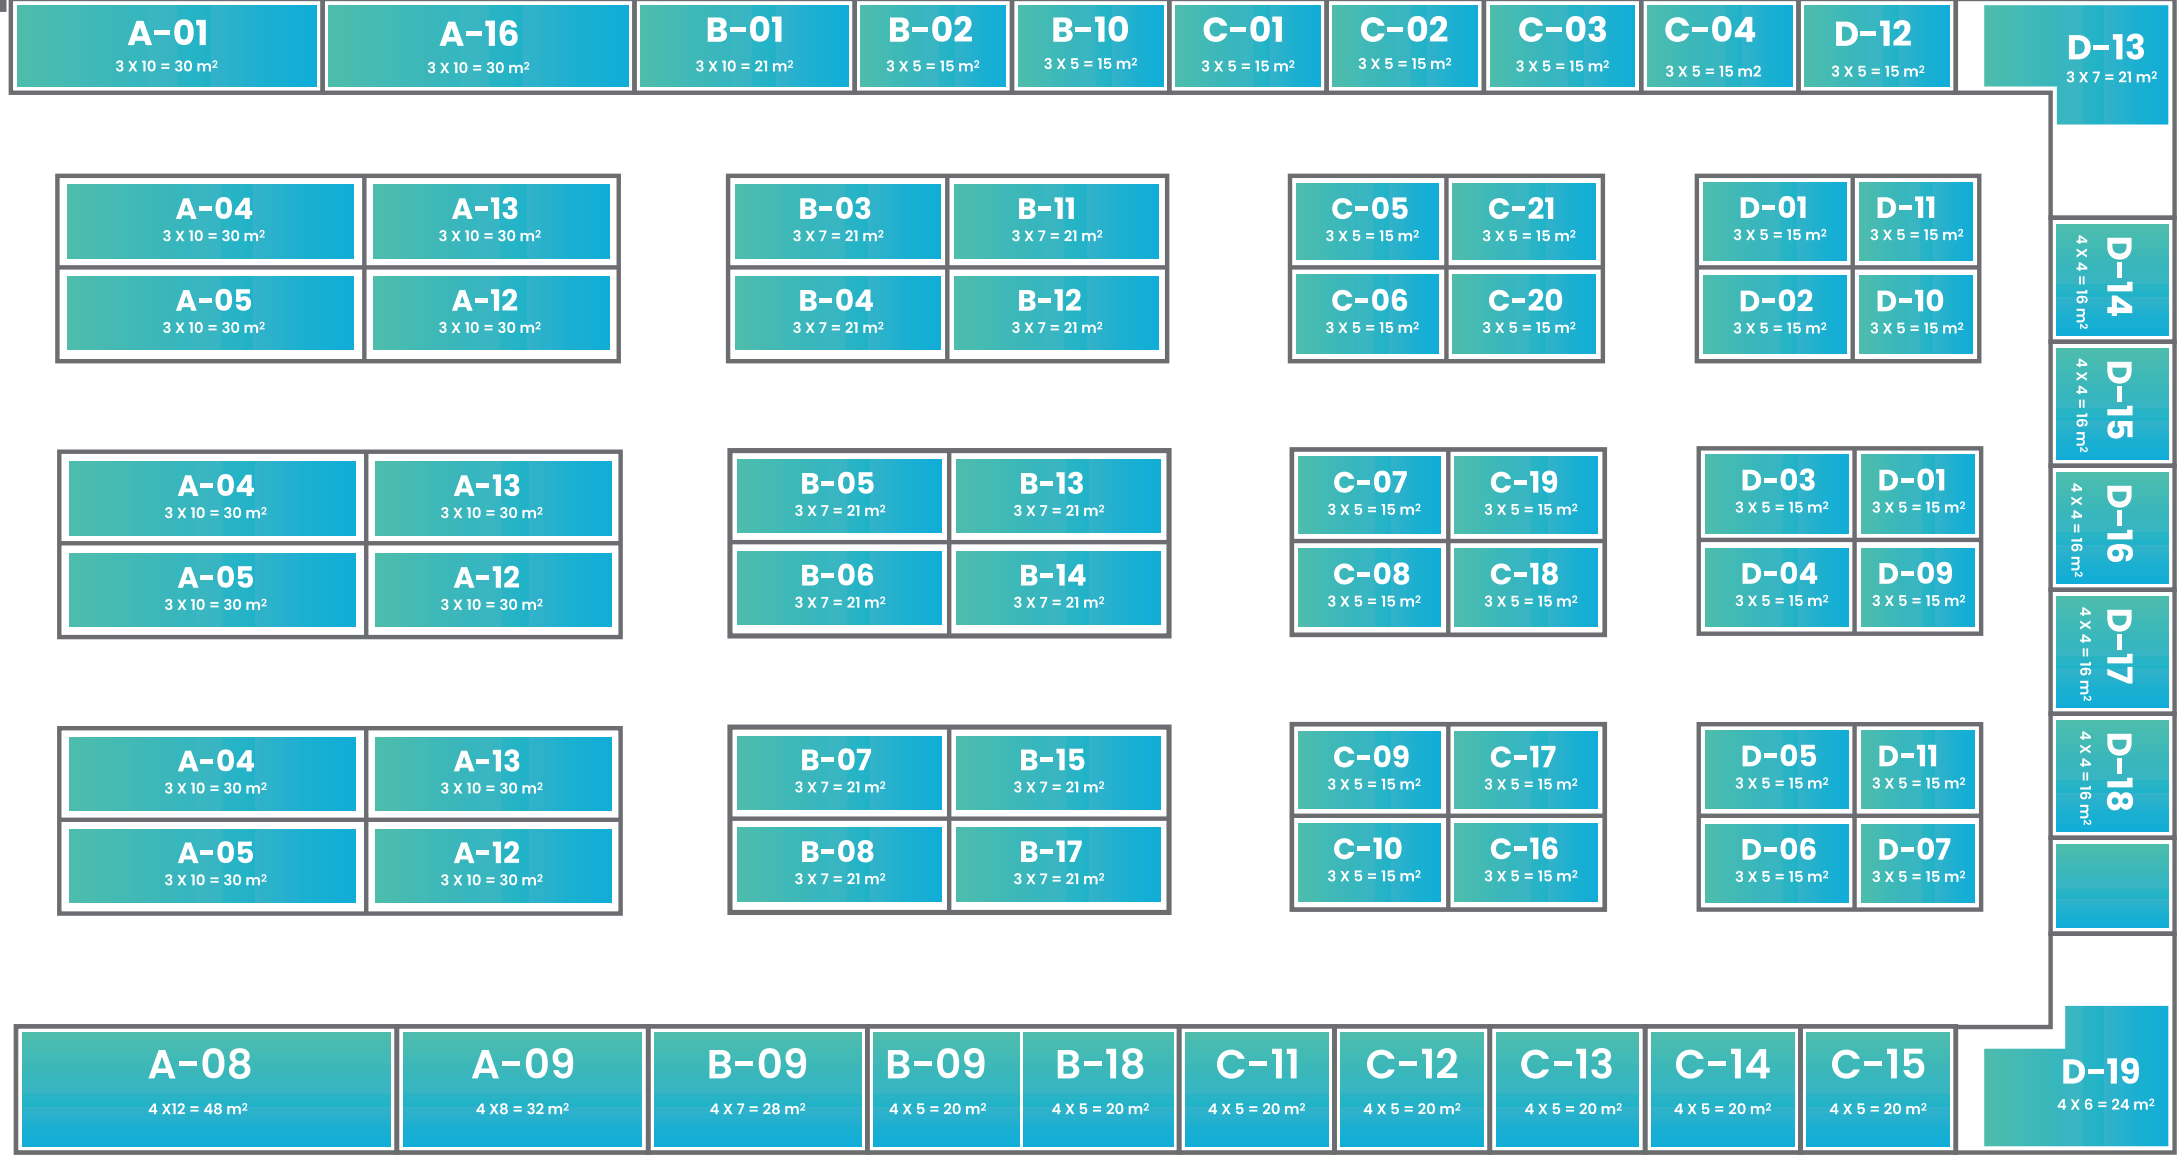 A-01
3 X 10 = 30 m²
A-16
3 X 10 = 30 m²
B-01
3 X 10 = 21 m²
B-02
3 X 5 = 15 m²
B-10
3 X 5 = 15 m²
C-01
3 X 5 = 15 m²
C-02
3 X 5 = 15 m²
C-03
3 X 5 = 15 m²
C-04
3 X 5 = 15 m2
D-12
3 X 5 = 15 m²
D-13
3 X 7 = 21 m²
A-04
3 X 10 = 30 m²
A-13
3 X 10 = 30 m²
B-03
3 X 7 = 21 m²
B-11
3 X 7 = 21 m²
C-05
3 X 5 = 15 m²
C-21
3 X 5 = 15 m²
D-01
3 X 5 = 15 m²
D-11
3 X 5 = 15 m²
A-05
3 X 10 = 30 m²
A-12
3 X 10 = 30 m²
B-04
3 X 7 = 21 m²
B-12
3 X 7 = 21 m²
C-06
3 X 5 = 15 m²
C-20
3 X 5 = 15 m²
D-02
3 X 5 = 15 m²
D-10
3 X 5 = 15 m²
D-14
4 X 4 = 16 m²
D-15
4 X 4 = 16 m²
A-04
3 X 10 = 30 m²
A-13
3 X 10 = 30 m²
B-05
3 X 7 = 21 m²
B-13
3 X 7 = 21 m²
C-07
3 X 5 = 15 m²
C-19
3 X 5 = 15 m²
D-03
3 X 5 = 15 m²
D-01
3 X 5 = 15 m²
A-05
3 X 10 = 30 m²
A-12
3 X 10 = 30 m²
B-06
3 X 7 = 21 m²
B-14
3 X 7 = 21 m²
C-08
3 X 5 = 15 m²
C-18
3 X 5 = 15 m²
D-04
3 X 5 = 15 m²
D-09
3 X 5 = 15 m²
D-16
4 X 4 = 16 m²
D-17
4 X 4 = 16 m²
A-04
3 X 10 = 30 m²
A-13
3 X 10 = 30 m²
B-07
3 X 7 = 21 m²
B-15
3 X 7 = 21 m²
C-09
3 X 5 = 15 m²
C-17
3 X 5 = 15 m²
D-05
3 X 5 = 15 m²
D-11
3 X 5 = 15 m²
D-18
4 X 4 = 16 m²
A-05
3 X 10 = 30 m²
A-12
3 X 10 = 30 m²
B-08
3 X 7 = 21 m²
B-17
3 X 7 = 21 m²
C-10
3 X 5 = 15 m²
C-16
3 X 5 = 15 m²
D-06
3 X 5 = 15 m²
D-07
3 X 5 = 15 m²
A-08
4 X12 = 48 m²
A-09
4 X8 = 32 m²
B-09
4 X 7 = 28 m²
B-09
4 X 5 = 20 m²
B-18
4 X 5 = 20 m²
C-11
4 X 5 = 20 m²
C-12
4 X 5 = 20 m²
C-13
4 X 5 = 20 m²
C-14
4 X 5 = 20 m²
C-15
4 X 5 = 20 m²
D-19
4 X 6 = 24 m²